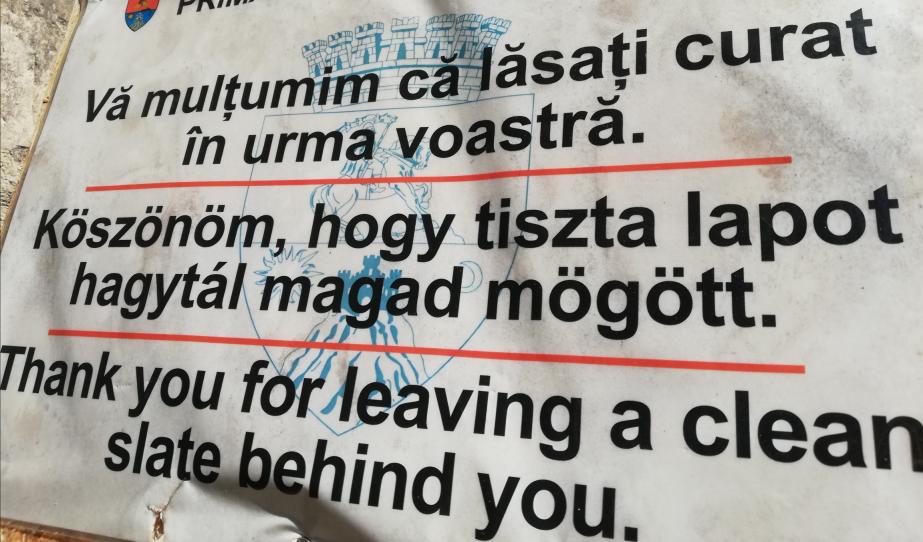 Vă mulțumim că lăsați curat
în urma voastră.
Köszönöm, hogy tiszta lapot
hagytál magad mögött.
Thank you for leaving a clean
slate behind you.